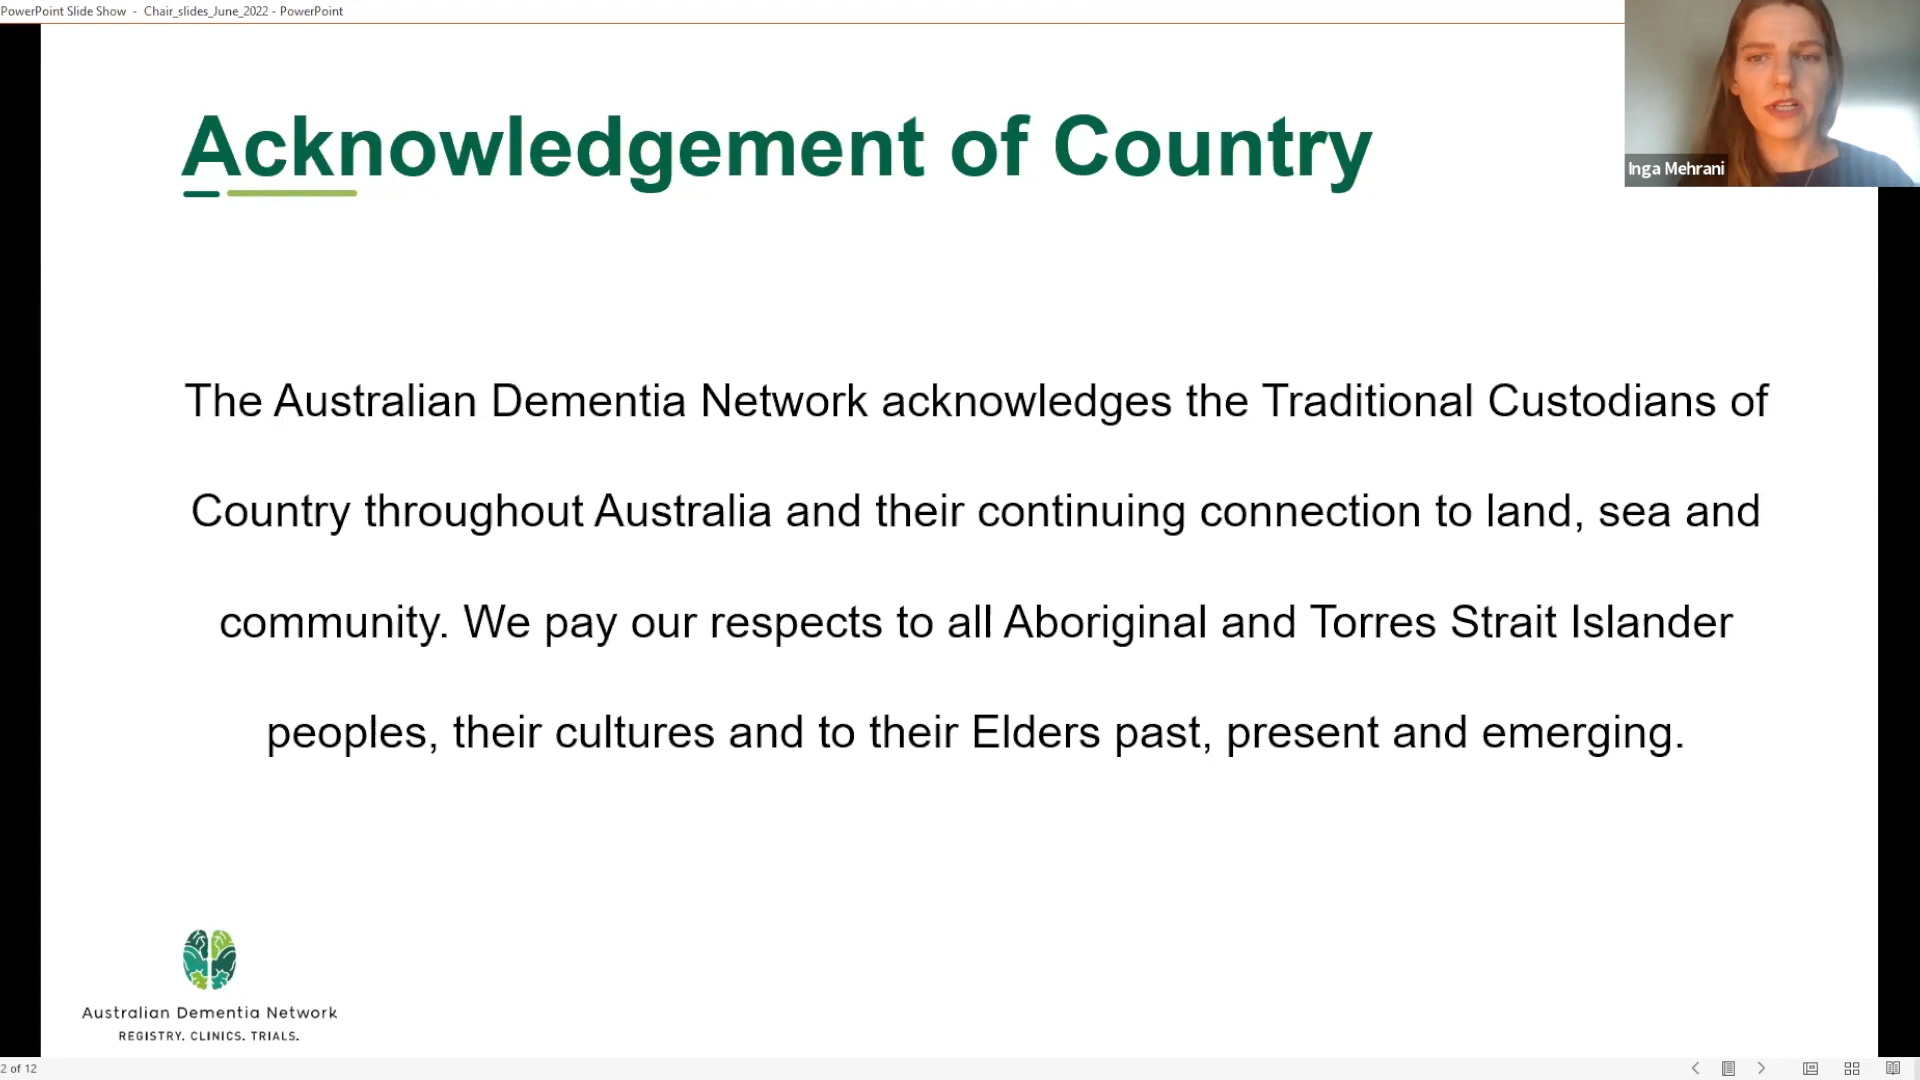 PowerPoint Slide Show - Chair_slides_June_2022 - PowerPoint
Inga Mehrani
Acknowledgement of Country
The Australian Dementia Network acknowledges the Traditional Custodians of
Country throughout Australia and their continuing connection to land, sea and
community. We pay our respects to all Aboriginal and Torres Strait Islander
peoples, their cultures and to their Elders past, present and emerging.
Australian Dementia Network
REGISTRY. CLINICS. TRIALS.
2 of 12